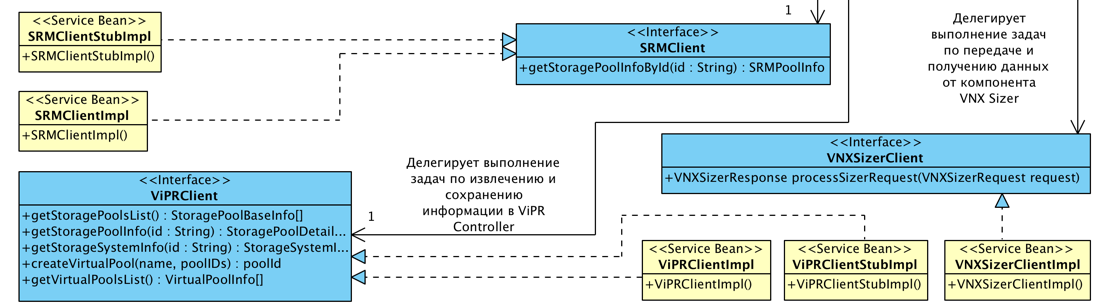 <<Service Bean>>
SRMClientStubImpl
+SRMClientStubImpl()
<<Service Bean>>
SRMClientImpl
+SRMClientImpl()
1
<<Interface>>
SRMClient
+getStoragePoolInfoById(id : String) : SRMPoolInfo
Делегирует
выполнение задач
по передаче и
получению данных
от компонента
VNX Sizer
<<Interface>>
VNXSizerClient
+VNXSizerResponse processSizerRequest(VNXSizerRequest request)
<<Interface>>
ViPRClient
+getStoragePoolsList() : StoragePoolBaseInfo[]
+getStoragePoolInfo(id : String) : StoragePoolDetail...
+getStorageSystemInfo(id : String) : StorageSystemI...
+createVirtualPool(name, poolIDs) : poolId
+getVirtualPoolsList() : VirtualPoolInfo[]
1
Делегирует выполнение
задач по извлечению и
сохранению
информации в ViPR
Controller
<<Service Bean>>
ViPRClientImpl
+ViPRClientImpl()
<<Service Bean>>
ViPRClientStubImpl
+ViPRClientStubImpl()
<<Service Bean>>
VNXSizerClientImpl
+VNXSizerClientImpl()